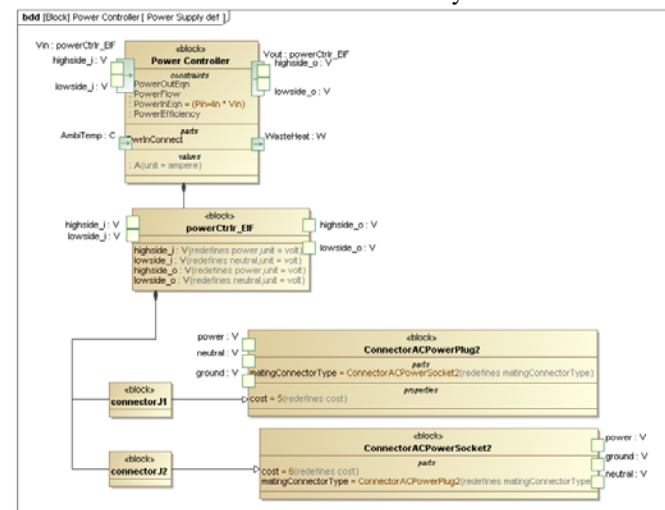 bdd [Block] Power Controller [ Power Supply def ]
Vin : powerCtrlr_EIF
highside_i : V
lowside_i : V
AmbiTemp : C
«block»
Power Controller
constraints
PowerOutEqn
: PowerFlow
: PowerInEqn = (Pin=Iin * Vin)
: PowerEfficiency
parts
PwrInConnect
values
: A(unit = ampere)
Vout : powerCtrlr_EIF
highside_o : V
lowside_o : V
WasteHeat : W
highside_i : V
lowside_i : V
«block»
powerCtrlr_EIF
highside_i : V(redefines power,unit = volt)
lowside_i : V(redefines neutral,unit = volt)
highside_o : V(redefines power,unit = volt)
lowside_o : V(redefines neutral,unit = volt)
highside_o : V
lowside_o : V
power : V
neutral : V
ground : V
«block»
ConnectorACPowerPlug2
parts
matingConnectorType = ConnectorACPowerSocket2(redefines matingConnectorType)
properties
cost = 5(redefines cost)
«block»
connectorJ1
«block»
connectorJ2
«block»
ConnectorACPowerSocket2
parts
cost = 6(redefines cost)
matingConnectorType = ConnectorACPowerPlug2(redefines matingConnectorType)
power : V
ground : V
neutral : V